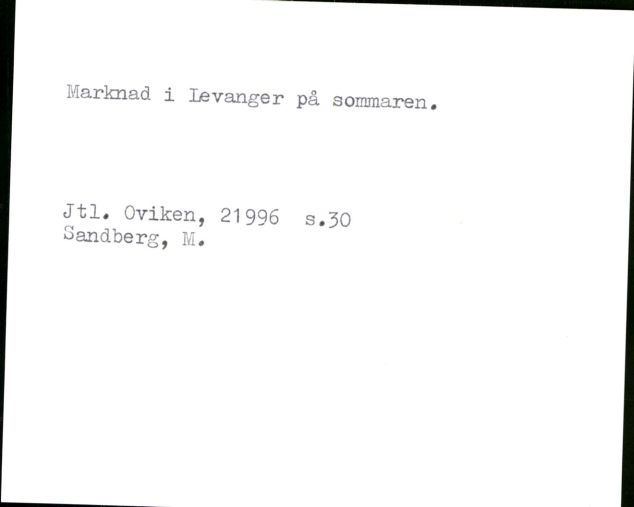 Marknad i Levanger på sommaren.
Jtl. Oviken, 21996 s.30
Sandberg, M.